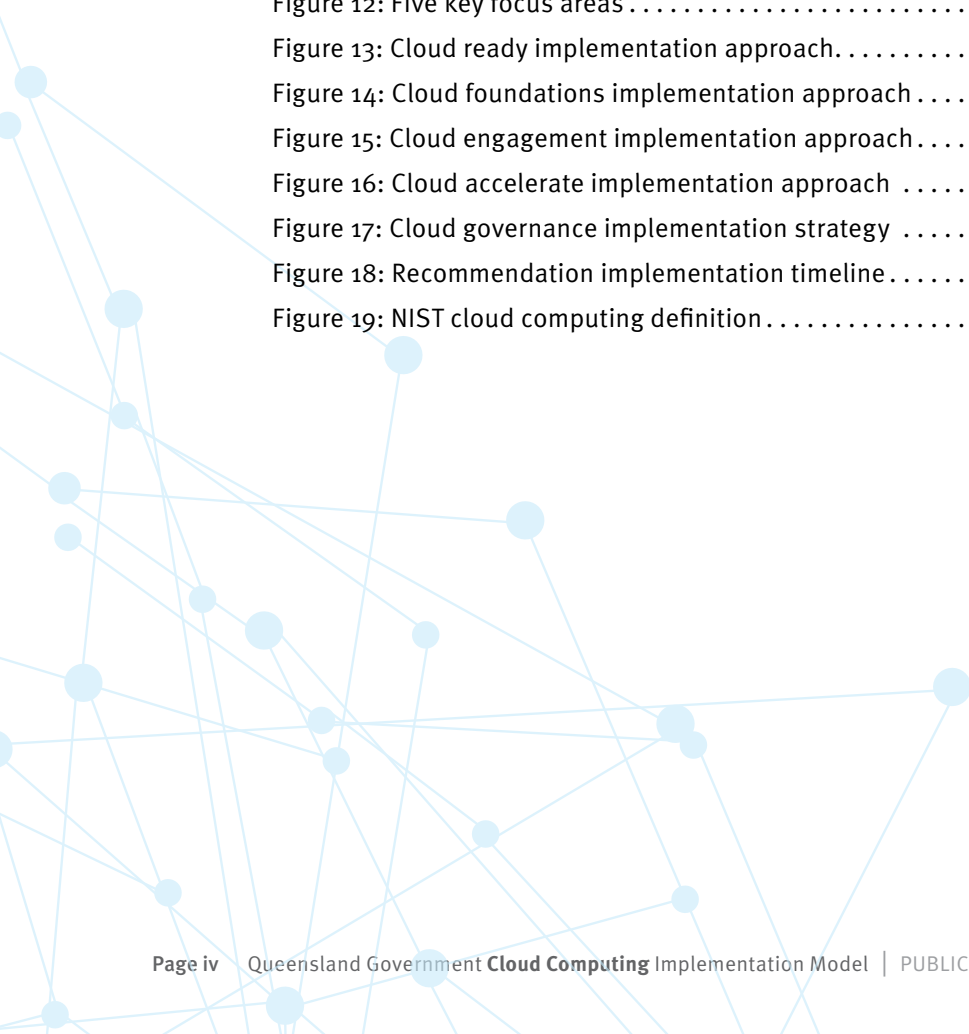 Figure 12: Five key focus areas . . . . . . . . . . . . . . . . . . . . . . . . .
Figure 13: Cloud ready implementation approach. . . . . . . . . .
Figure 14: Cloud foundations implementation approach . . . .
Figure 15: Cloud engagement implementation approach. . . .
Figure 16: Cloud accelerate implementation approach . . . . .
Figure 17: Cloud governance implementation strategy . . . . .
Figure 18: Recommendation implementation timeline . . . . . .
Figure 19: NIST cloud computing definition . . . . . . . . . . . . . . .
Page iv Queensland Government Cloud Computing Implementation Model | PUBLIC